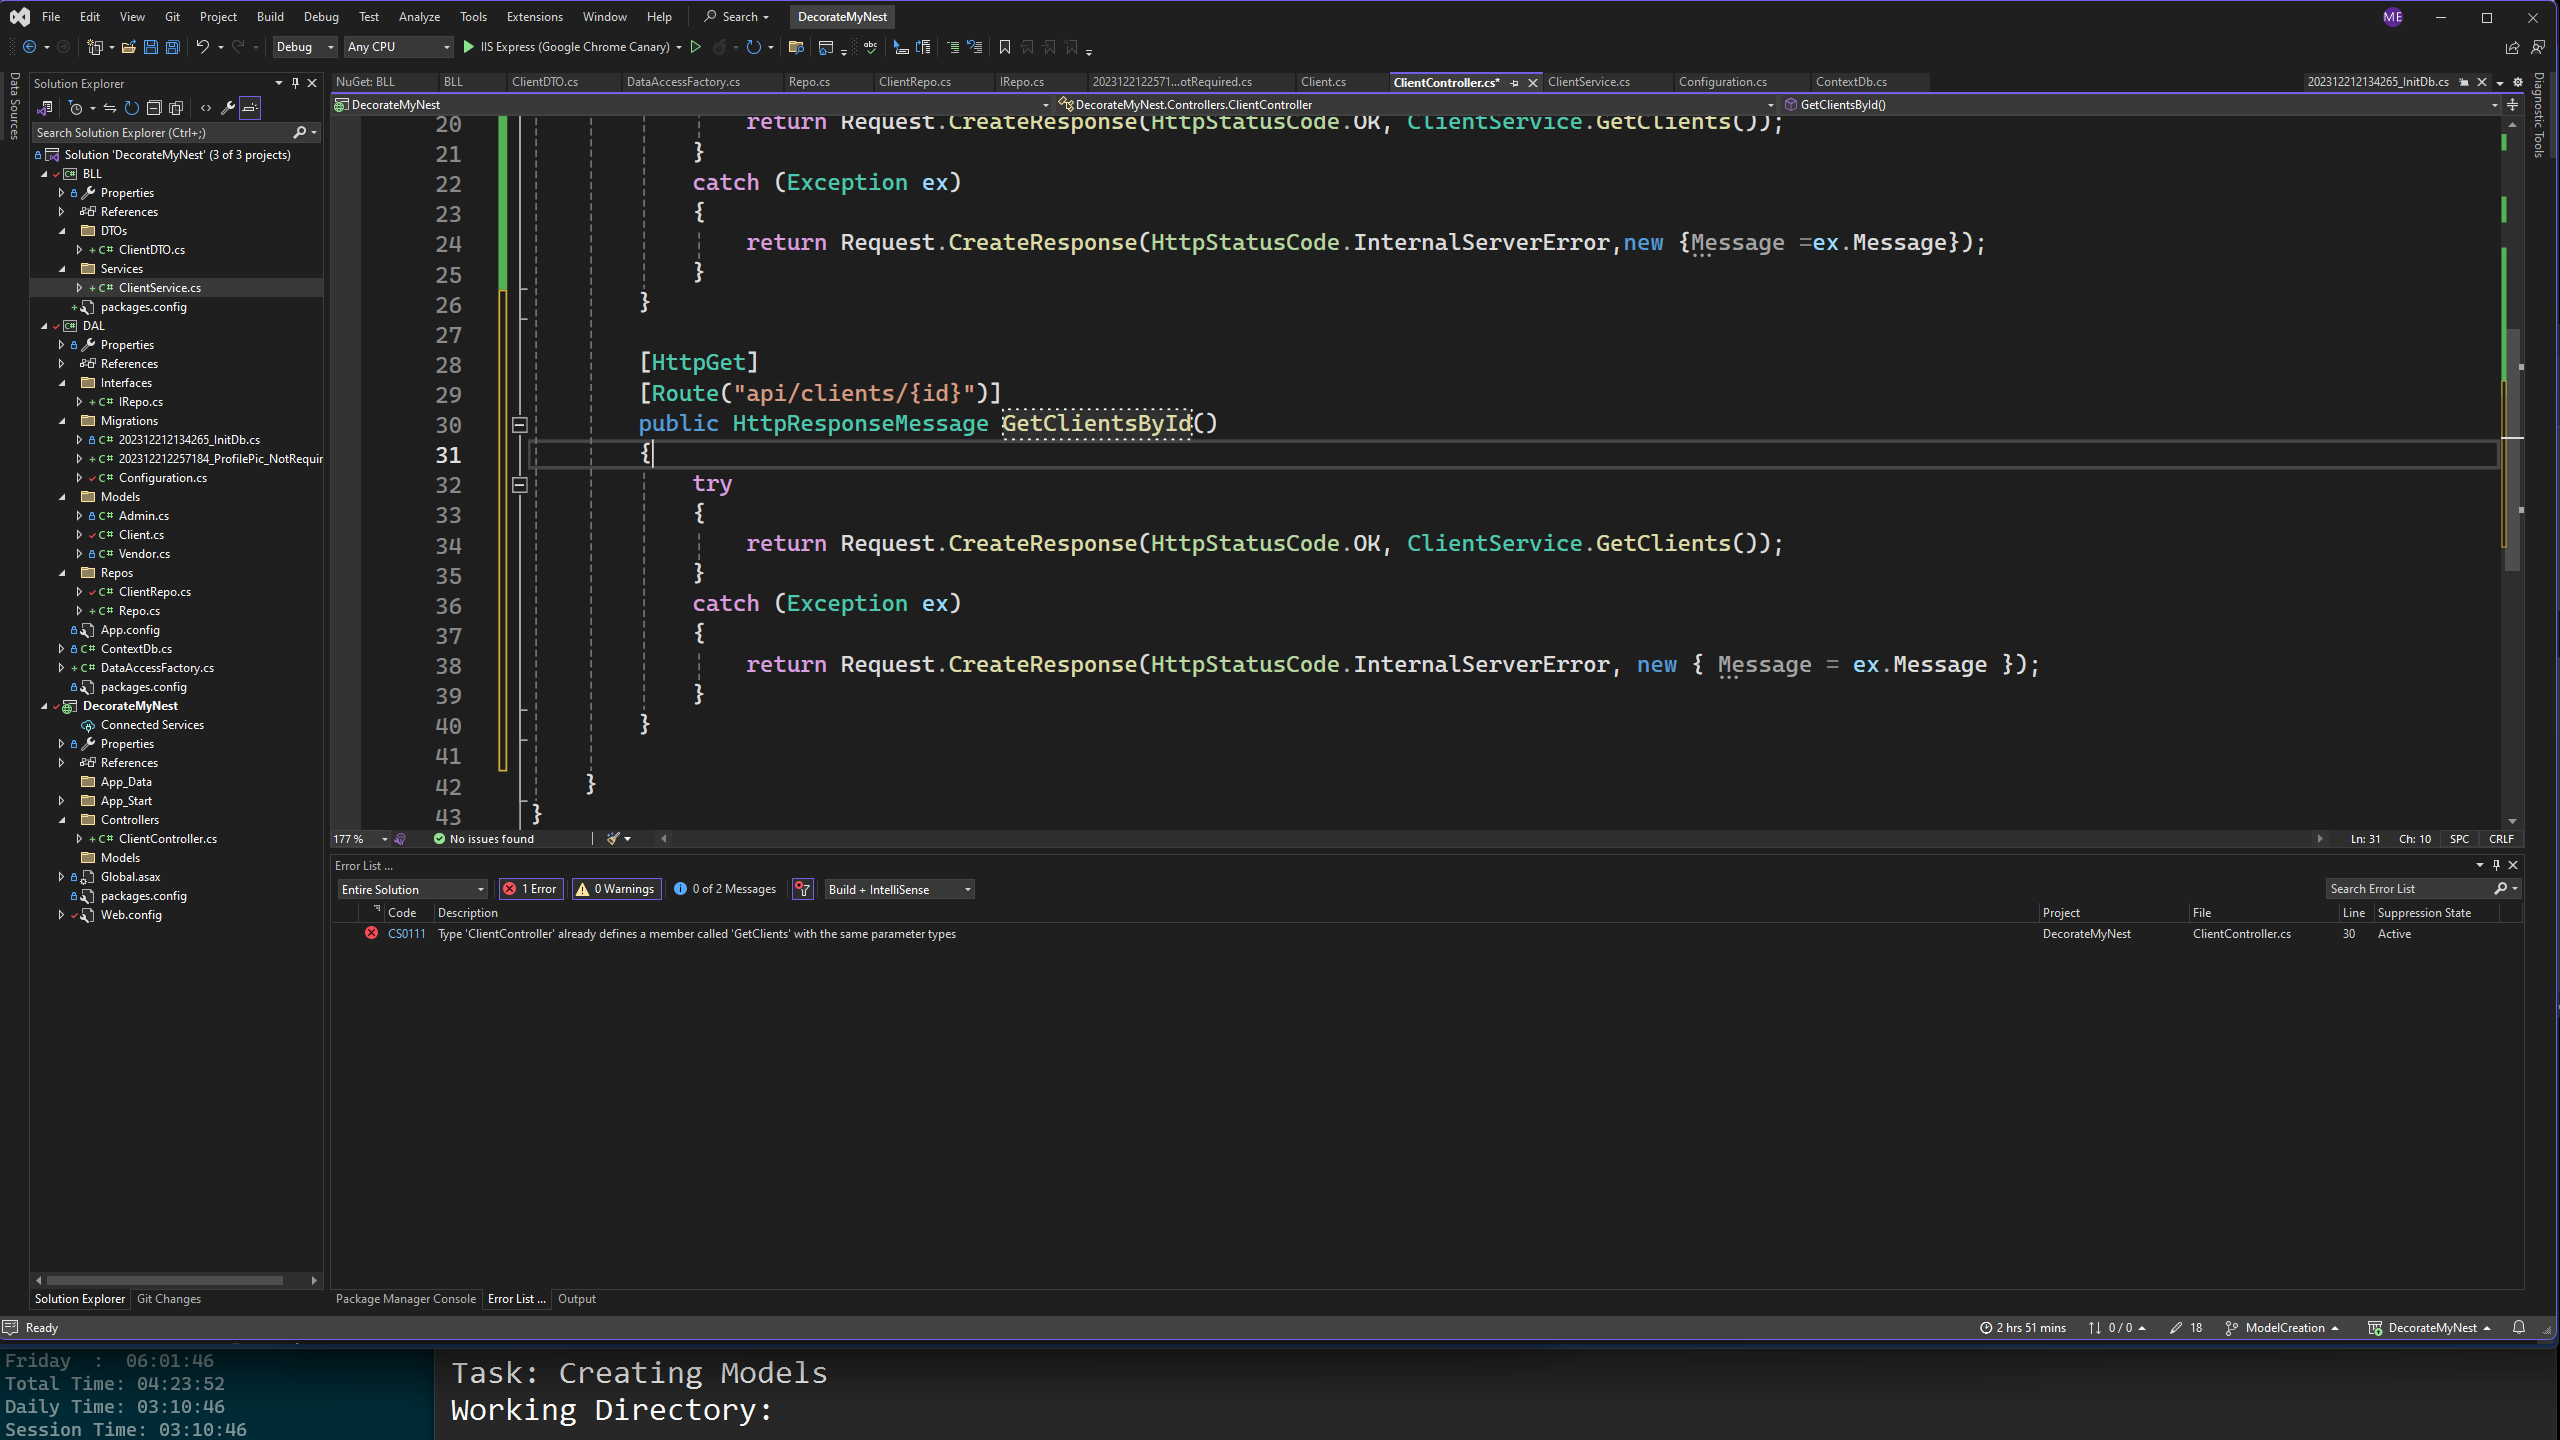 File Edit View Git Project Build Debug Test Analyze Tools Extensions Window Help Search DecorateMyNest ME
Debug Any CPU IIS Express (Google Chrome Canary)
Data Sources
Solution Explorer
Search Solution Explorer (Ctrl+;)
Solution 'DecorateMyNest' (3 of 3 projects)
BLL
Properties
References
DTOs
C# ClientDTO.cs
Services
C# ClientService.cs
packages.config
DAL
Properties
References
Interfaces
C# IRepo.cs
Migrations
C# 202312212134265_InitDb.cs
C# 202312212257184_ProfilePic_NotRequir
C# Configuration.cs
Models
C# Admin.cs
C# Client.cs
C# Vendor.cs
Repos
C# ClientRepo.cs
C# Repo.cs
App.config
C# ContextDb.cs
C# DataAccessFactory.cs
packages.config
DecorateMyNest
Connected Services
Properties
References
App_Data
App_Start
Controllers
C# ClientController.cs
Models
Global.asax
packages.config
Web.config
Solution Explorer Git Changes
NuGet: BLL BLL ClientDTO.cs DataAccessFactory.cs Repo.cs ClientRepo.cs IRepo.cs 2023122122571...otRequired.cs Client.cs ClientController.cs* ClientService.cs Configuration.cs ContextDb.cs 202312212134265_InitDb.cs
DecorateMyNest DecorateMyNest.Controllers.ClientController GetClientsById()
20 return Request.CreateResponse(HttpStatusCode.OK, ClientService.GetClients());
21 }
22 catch (Exception ex)
23 {
24 return Request.CreateResponse(HttpStatusCode.InternalServerError,new {Message =ex.Message});
25 }
26 }
27
28 [HttpGet]
29 [Route("api/clients/{id}")]
30 public HttpResponseMessage GetClientsById()
31 {
32 try
33 {
34 return Request.CreateResponse(HttpStatusCode.OK, ClientService.GetClients());
35 }
36 catch (Exception ex)
37 {
38 return Request.CreateResponse(HttpStatusCode.InternalServerError, new { Message = ex.Message });
39 }
40 }
41
42 }
43 }
177 % No issues found Ln: 31 Ch: 10 SPC CRLF
Diagnostic Tools
Error List ...
Entire Solution 1 Error 0 Warnings 0 of 2 Messages Build + IntelliSense Search Error List
Code Description Project File Line Suppression State
CS0111 Type 'ClientController' already defines a member called 'GetClients' with the same parameter types DecorateMyNest ClientController.cs 30 Active
Package Manager Console Error List ... Output
Ready 2 hrs 51 mins 0 / 0 18 ModelCreation DecorateMyNest
Friday : 06:01:46
Total Time: 04:23:52
Daily Time: 03:10:46
Session Time: 03:10:46
Task: Creating Models
Working Directory: